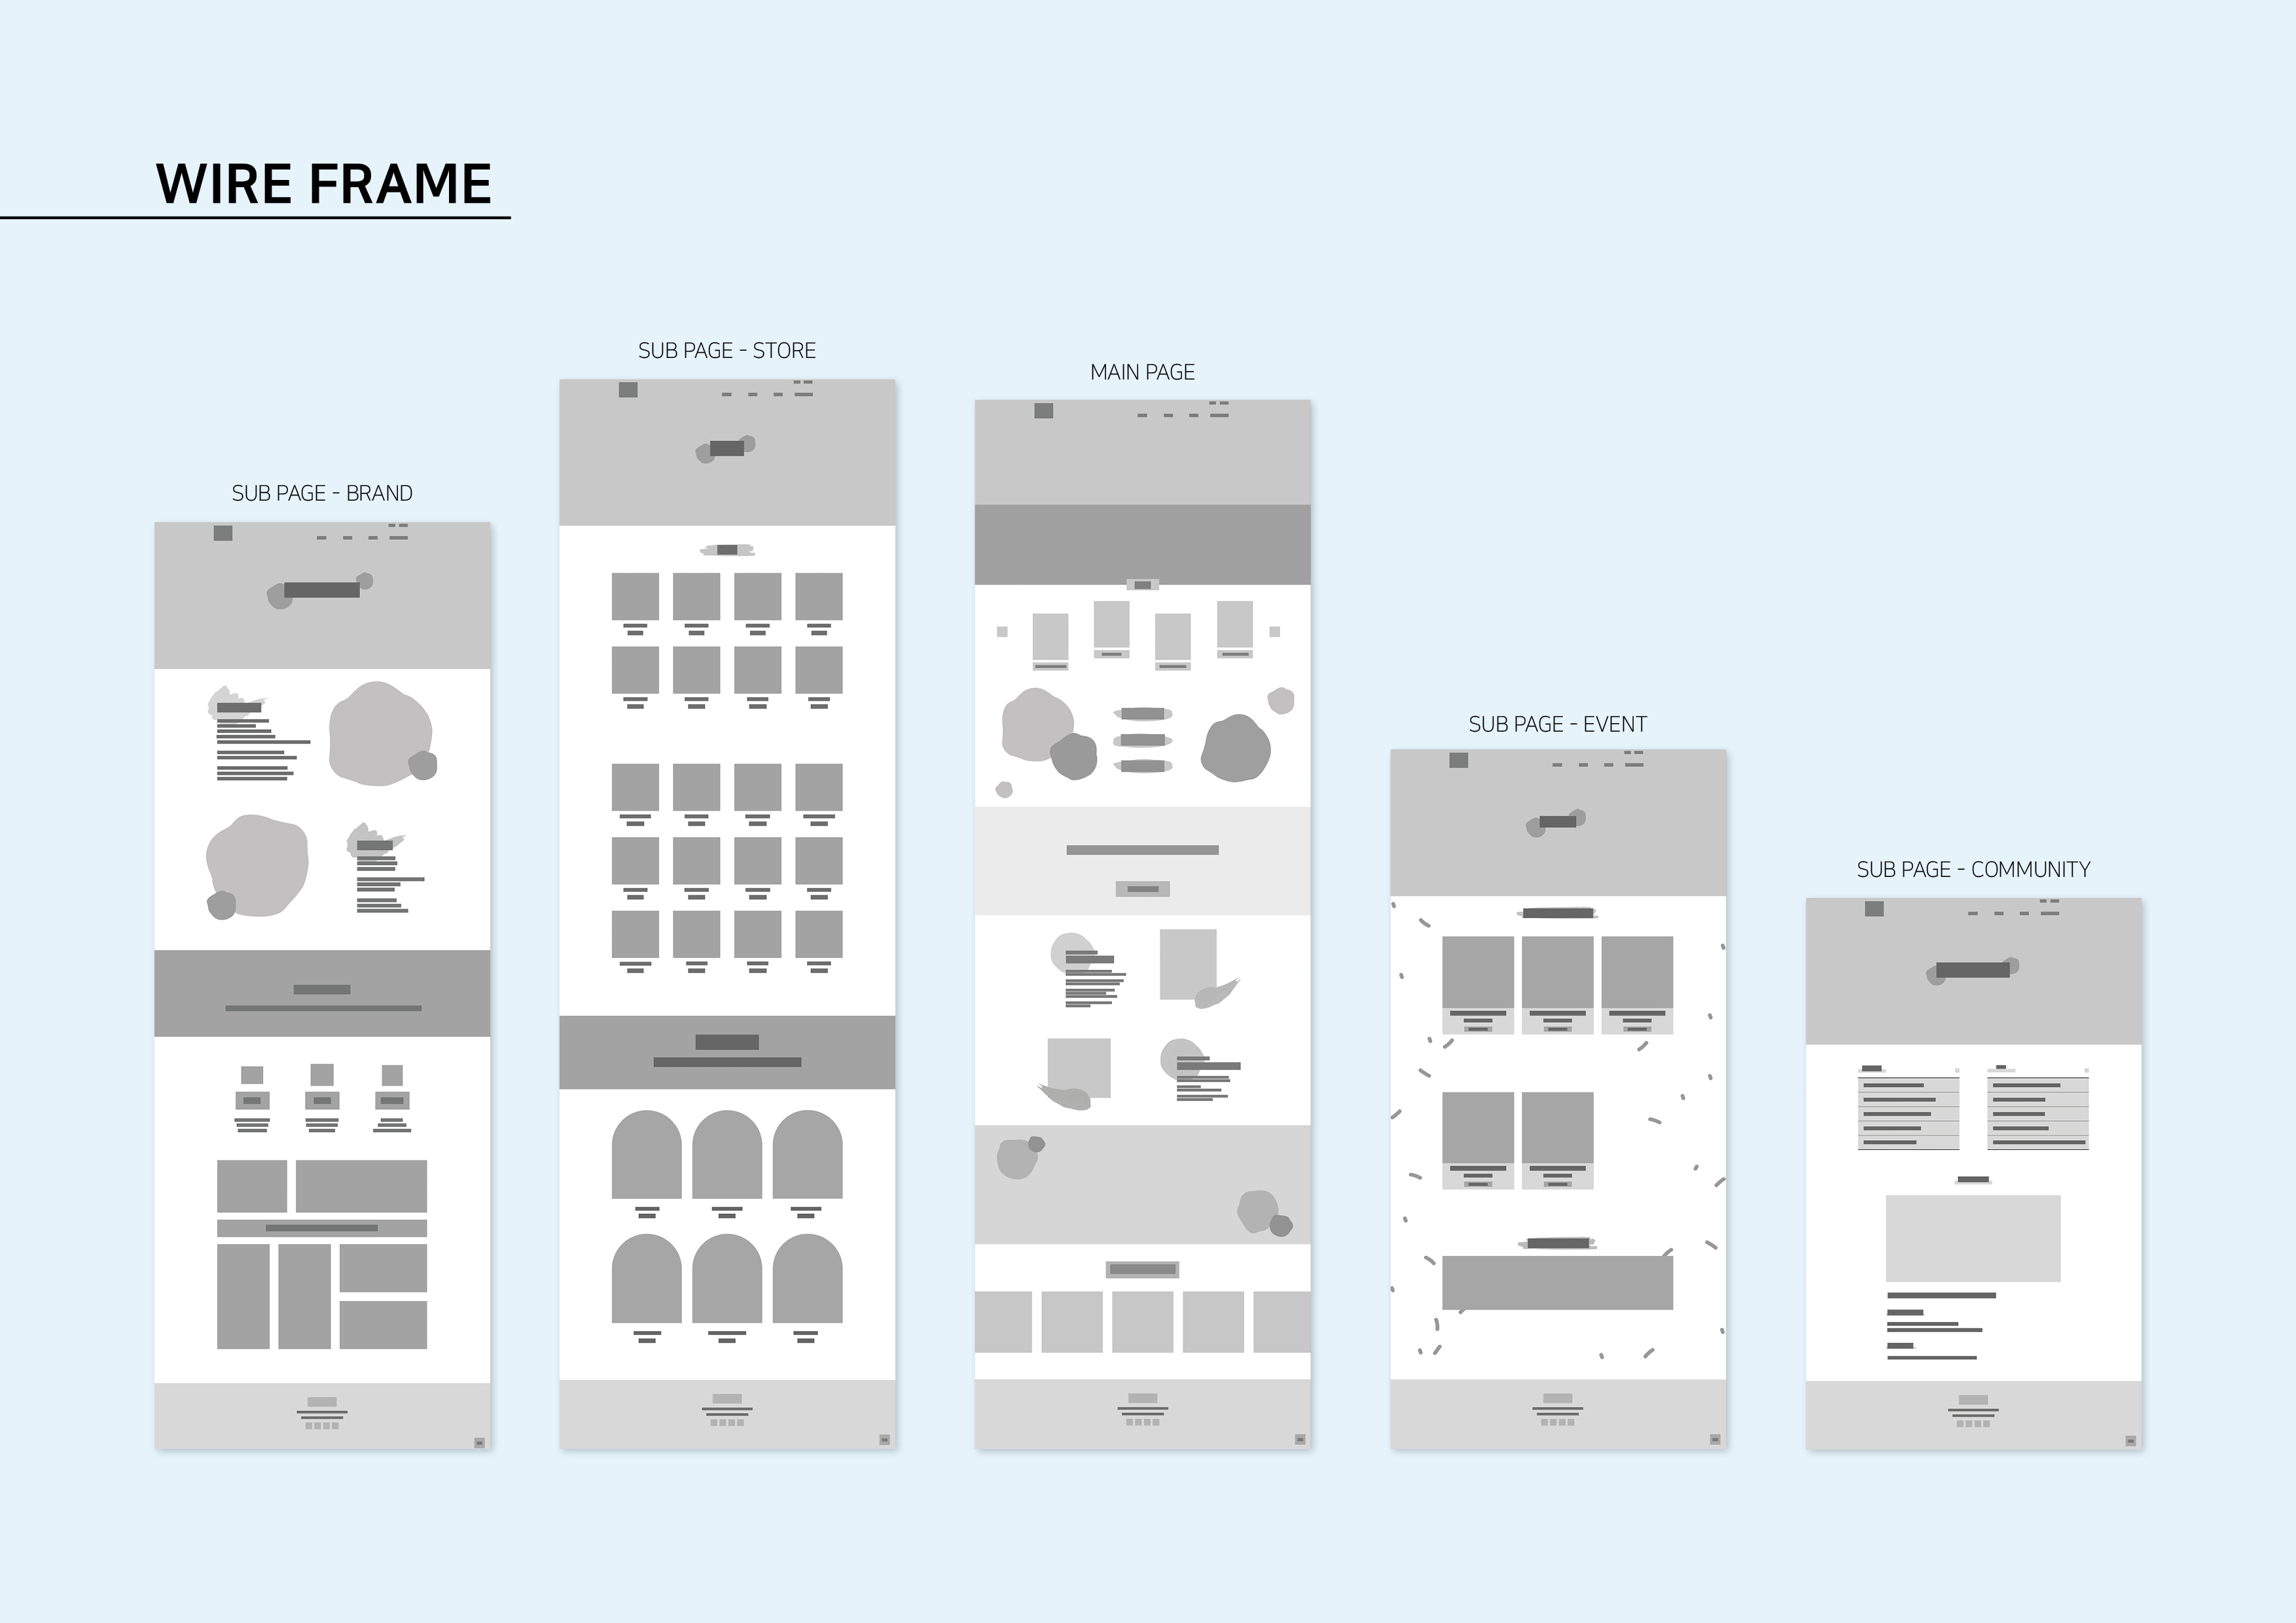 WIRE FRAME
SUB PAGE - BRAND
SUB PAGE - STORE
MAIN PAGE
SUB PAGE - EVENT
SUB PAGE - COMMUNITY